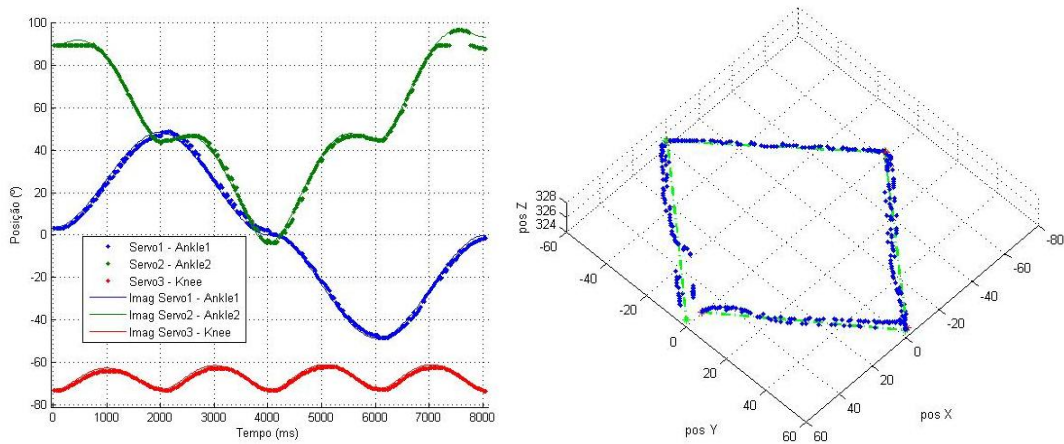 100
80
60
40
20
0
-20
-40
-60
-80
Posição (º)
Servo1 - Ankle1
Servo2 - Ankle2
Servo3 - Knee
Imag Servo1 - Ankle1
Imag Servo2 - Ankle2
Imag Servo3 - Knee
0 1000 2000 3000 4000 5000 6000 7000 8000
Tempo (ms)
pos Z
328
326
324
-60
-40
-20
0
20
40
60
pos Y
-80
-60
-40
-20
0
20
40
60
pos X